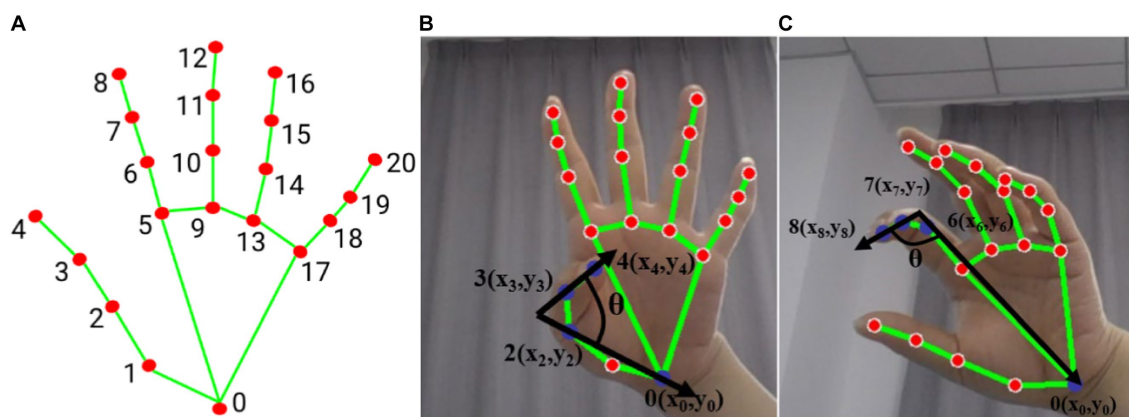 A
12
8
16
11
7
15
20
10
6
14
19
4
5
9
13
18
3
17
2
1
0
B
4(x₄,y₄)
3(x₃,y₃)
θ
2(x₂,y₂)
0(x₀,y₀)
C
7(x₇,y₇)
6(x₆,y₆)
8(x₈,y₈)
θ
0(x₀,y₀)